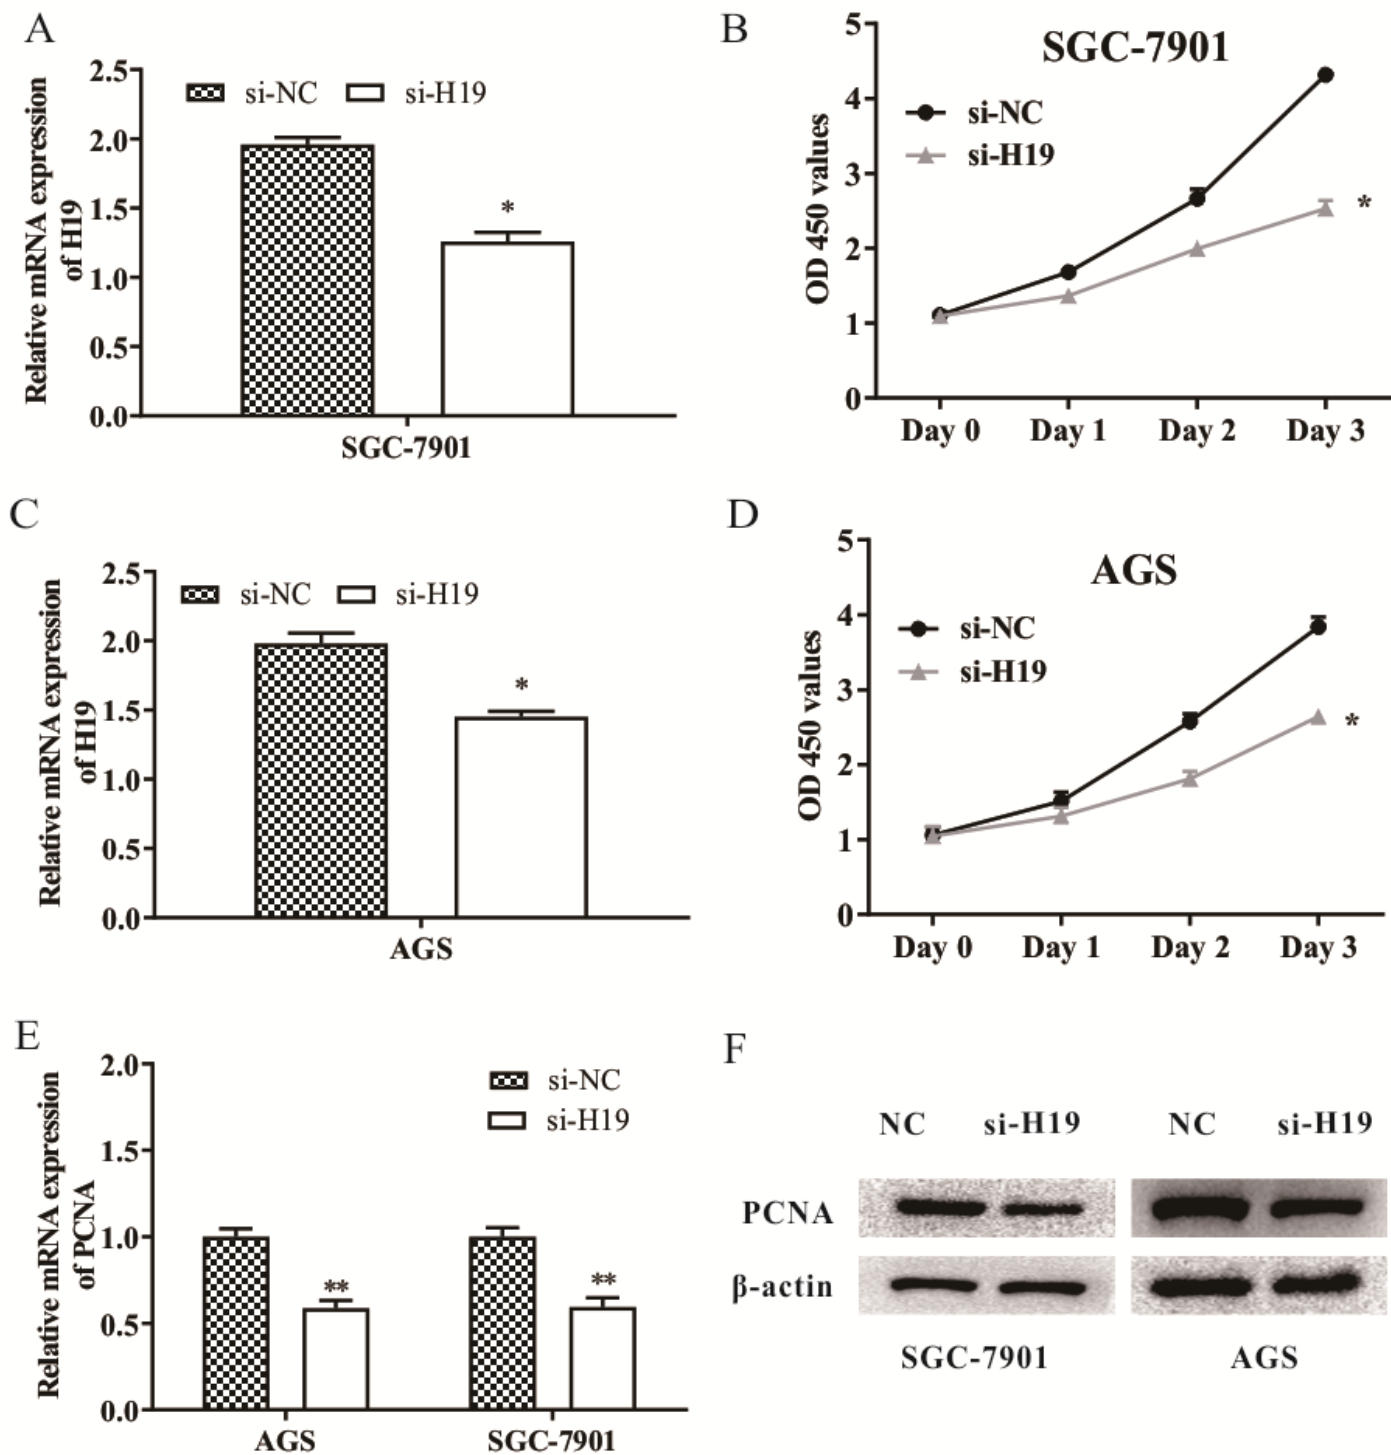 A
Relative mRNA expression
of H19
2.5
2.0
1.5
1.0
0.5
0.0
si-NC
si-H19
*
SGC-7901
B
SGC-7901
OD 450 values
5
4
3
2
1
0
si-NC
si-H19
*
Day 0
Day 1
Day 2
Day 3
C
Relative mRNA expression
of H19
2.5
2.0
1.5
1.0
0.5
0.0
si-NC
si-H19
*
AGS
D
AGS
OD 450 values
5
4
3
2
1
0
si-NC
si-H19
*
Day 0
Day 1
Day 2
Day 3
E
Relative mRNA expression
of PCNA
2.0
1.5
1.0
0.5
0.0
si-NC
si-H19
**
**
AGS
SGC-7901
F
NC
si-H19
NC
si-H19
PCNA
β-actin
SGC-7901
AGS